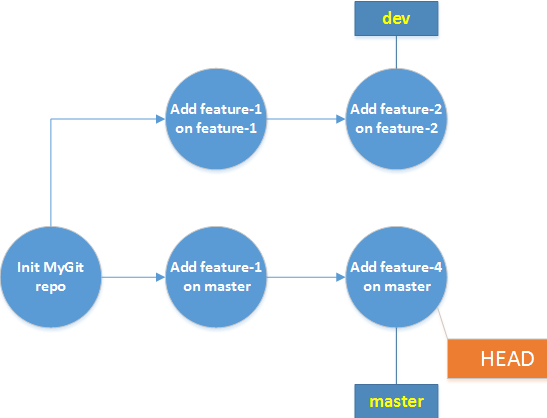 dev
Add feature-1
on feature-1
Add feature-2
on feature-2
Init MyGit
repo
Add feature-1
on master
Add feature-4
on master
HEAD
master